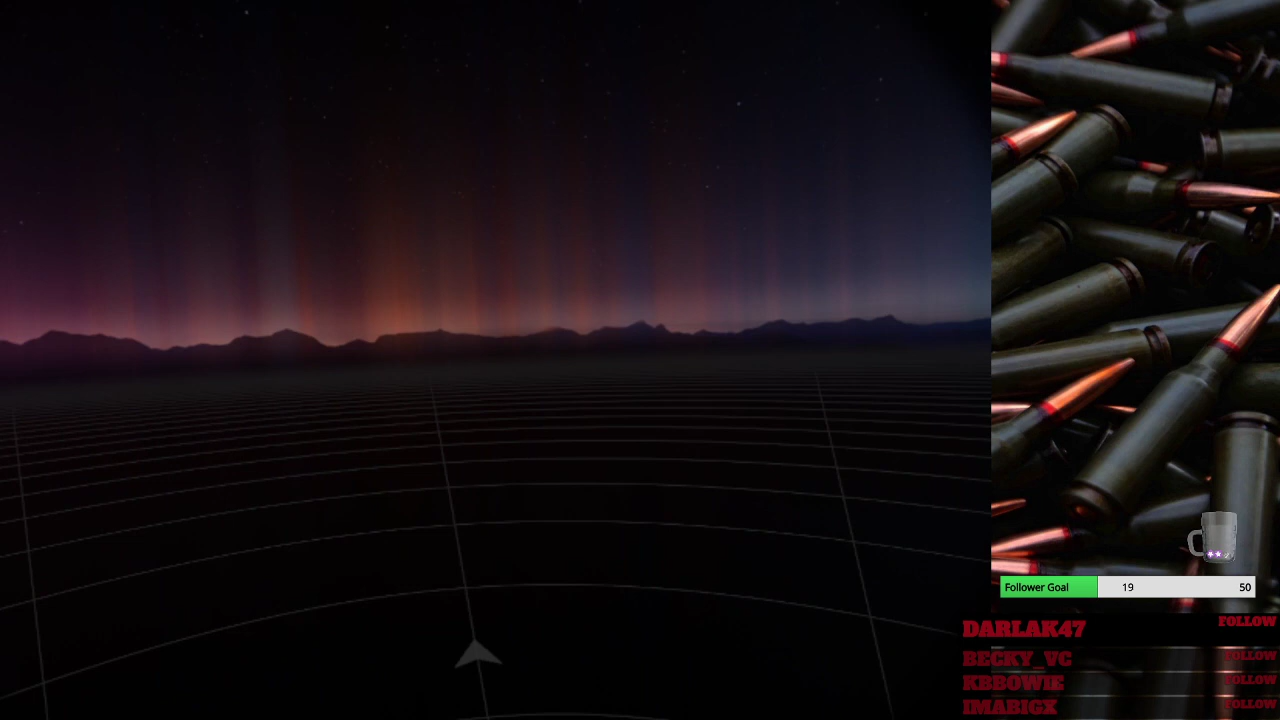 Follower Goal 19 50
DARLAK47 FOLLOW
BECKY_VC FOLLOW
KBBOWIE FOLLOW
IMABIGX FOLLOW